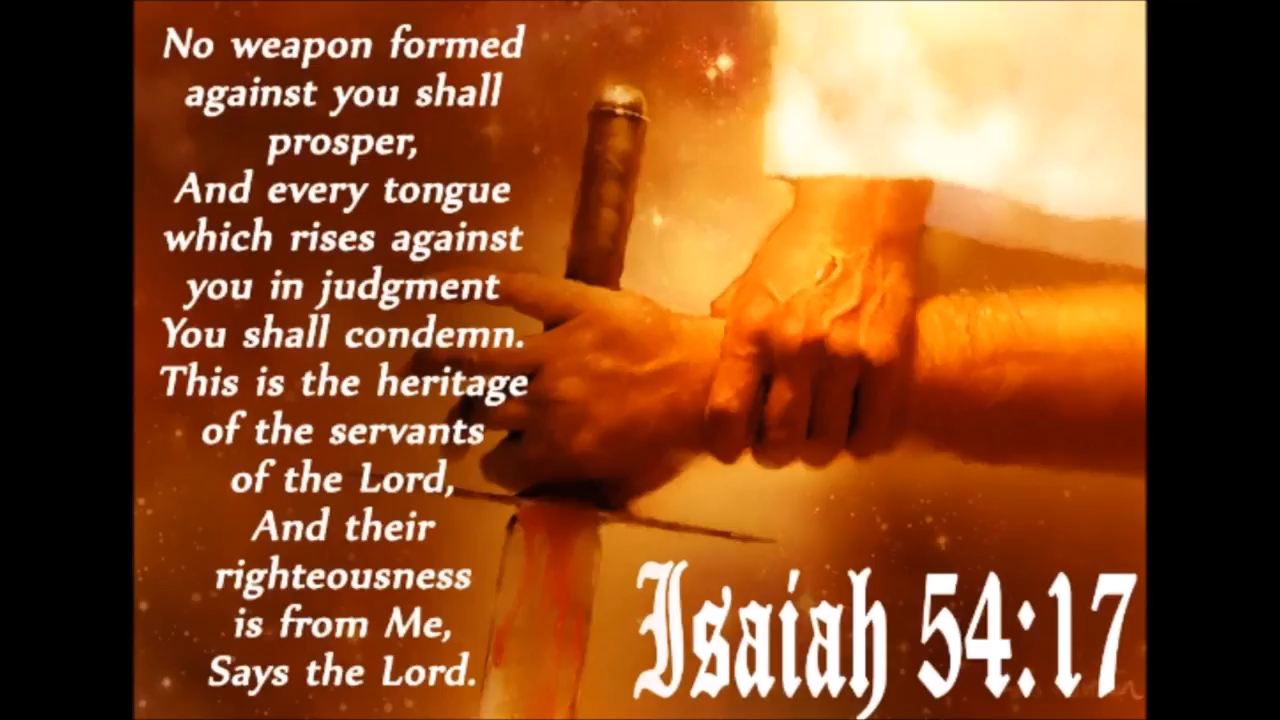 No weapon formed
against you shall
prosper,
And every tongue
which rises against
you in judgment
You shall condemn.
This is the heritage
of the servants
of the Lord,
And their
righteousness
is from Me,
Says the Lord.
Isaiah 54:17